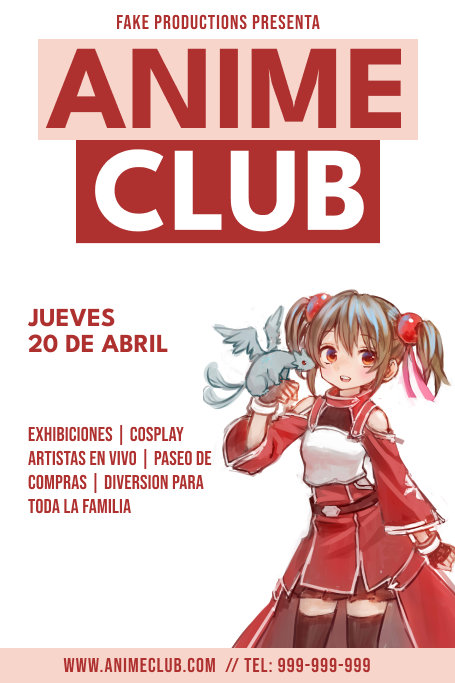 FAKE PRODUCTIONS PRESENTA
ANIME
CLUB
JUEVES
20 DE ABRIL
EXHIBICIONES | COSPLAY
ARTISTAS EN VIVO | PASEO DE
COMPRAS | DIVERSION PARA
TODA LA FAMILIA
WWW.ANIMECLUB.COM // TEL: 999-999-999